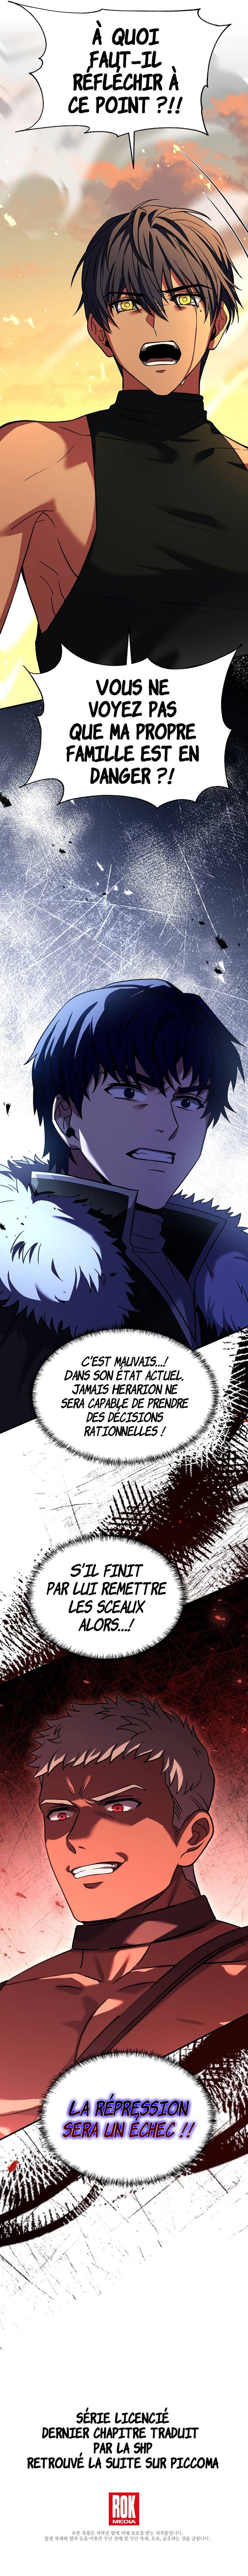 À QUOI
FAUT-IL
RÉFLÉCHIR À
CE POINT ?!!
VOUS NE
VOYEZ PAS
QUE MA PROPRE
FAMILLE EST EN
DANGER ?!
C'EST MAUVAIS...!
DANS SON ÉTAT ACTUEL,
JAMAIS HERARION NE
SERA CAPABLE DE PRENDRE
DES DÉCISIONS
RATIONNELLES !
S'IL FINIT
PAR LUI REMETTRE
LES SCEAUX
ALORS...!
LA RÉPRESSION
SERA UN ÉCHEC !!
SÉRIE LICENCIÉ
DERNIER CHAPITRE TRADUIT
PAR LA SHP
RETROUVÉ LA SUITE SUR PICCOMA
ROK
MEDIA